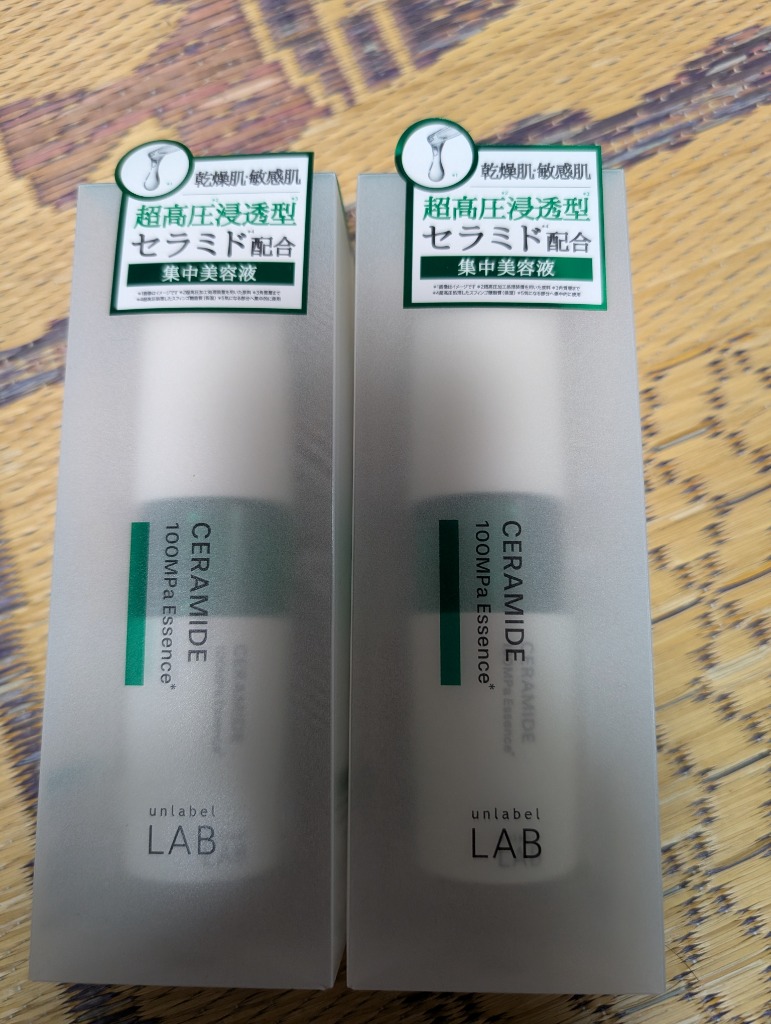 乾燥肌・敏感肌
超高圧浸透型
セラミド配合
集中美容液
CERAMIDE
100MPa Essence*
unlabel
LAB
乾燥肌・敏感肌
超高圧浸透型
セラミド配合
集中美容液
CERAMIDE
100MPa Essence*
unlabel
LAB